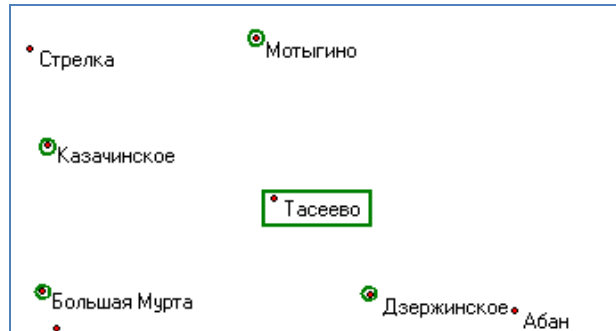 Мотыгино
Стрелка
Казачинское
Тасеево
Большая Мурта
Дзержинское
Абан